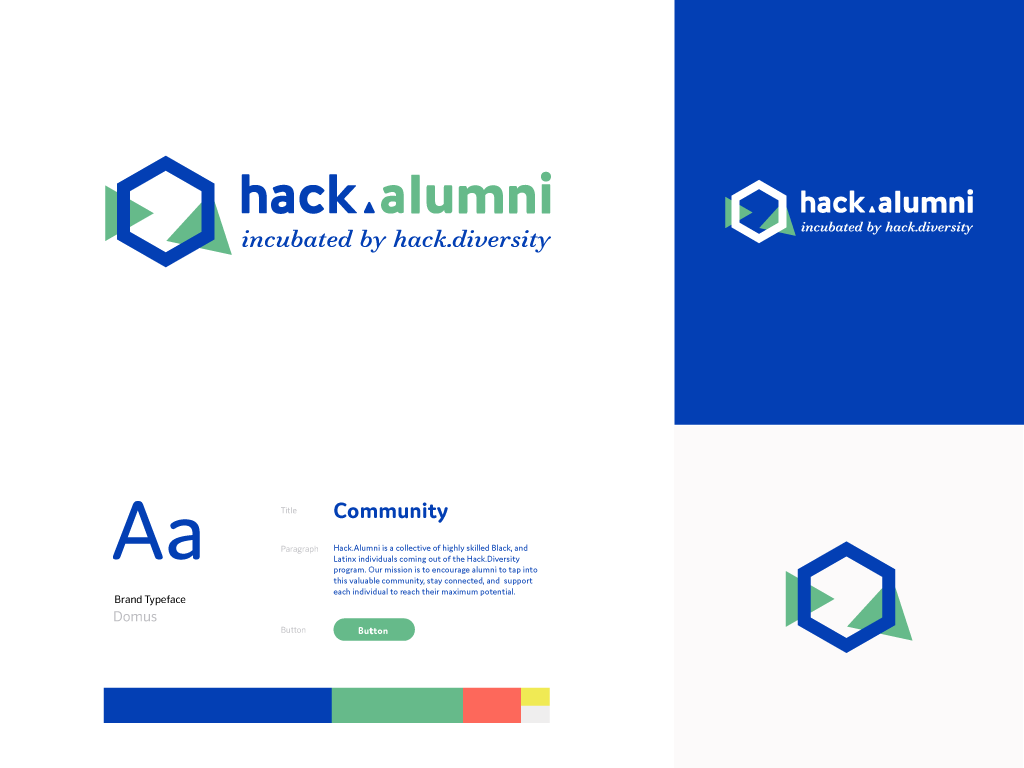 hack.alumni
incubated by hack.diversity
hack.alumni
incubated by hack.diversity
Aa
Brand Typeface
Domus
Title
Community
Paragraph
Hack.Alumni is a collective of highly skilled Black, and
Latinx individuals coming out of the Hack.Diversity
program. Our mission is to encourage alumni to tap into
this valuable community, stay connected, and support
each individual to reach their maximum potential.
Button
Button